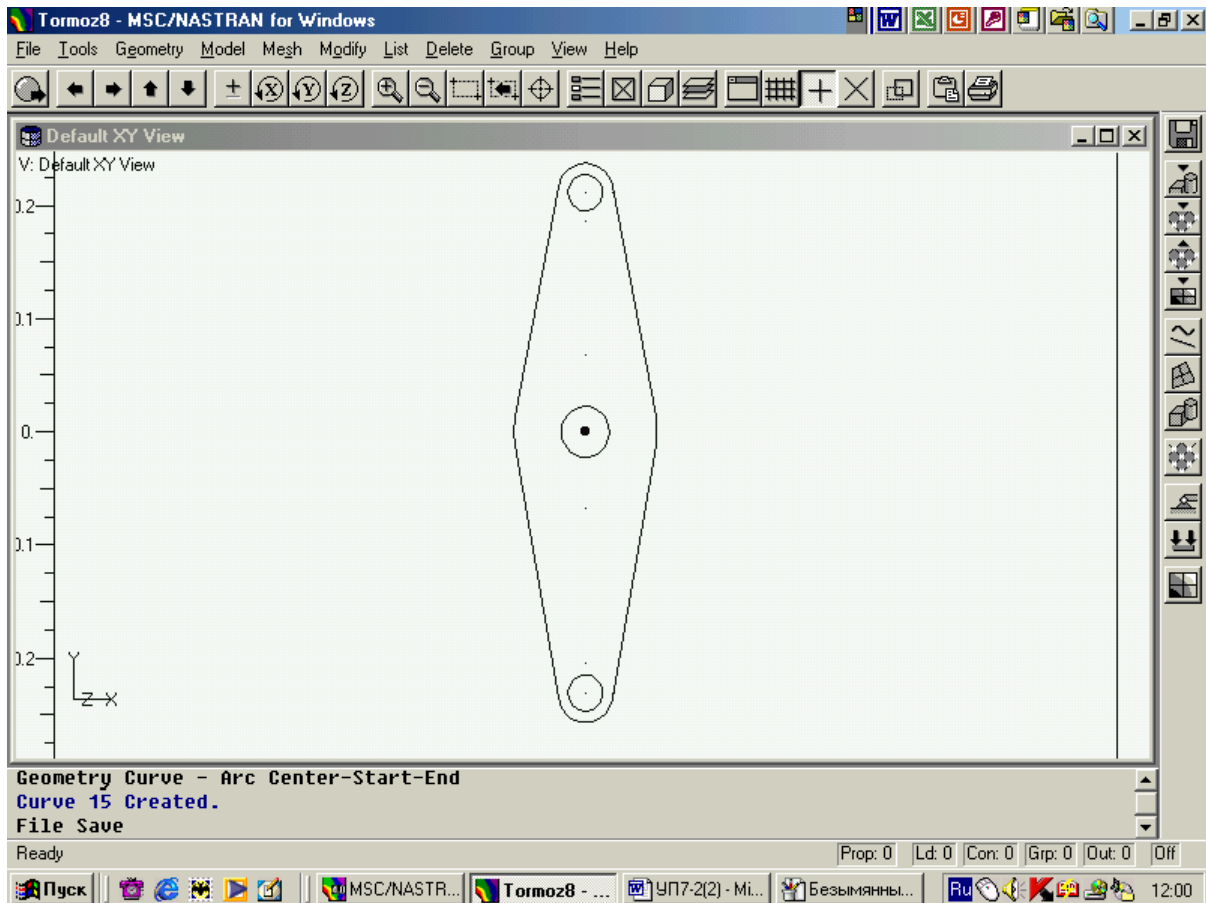 Tormoz8 - MSC/NASTRAN for Windows
File Tools Geometry Model Mesh Modify List Delete Group View Help
Default XY View
V: Default XY View
0.2
0.1
0.
0.1
0.2
Y
Z X
Geometry Curve - Arc Center-Start-End
Curve 15 Created.
File Save
Ready Prop: 0 Ld: 0 Con: 0 Grp: 0 Out: 0 Off
Пуск MSC/NASTR... Tormoz8 - ... УП7-2(2) - Mi... Безымянны... Ru 12:00